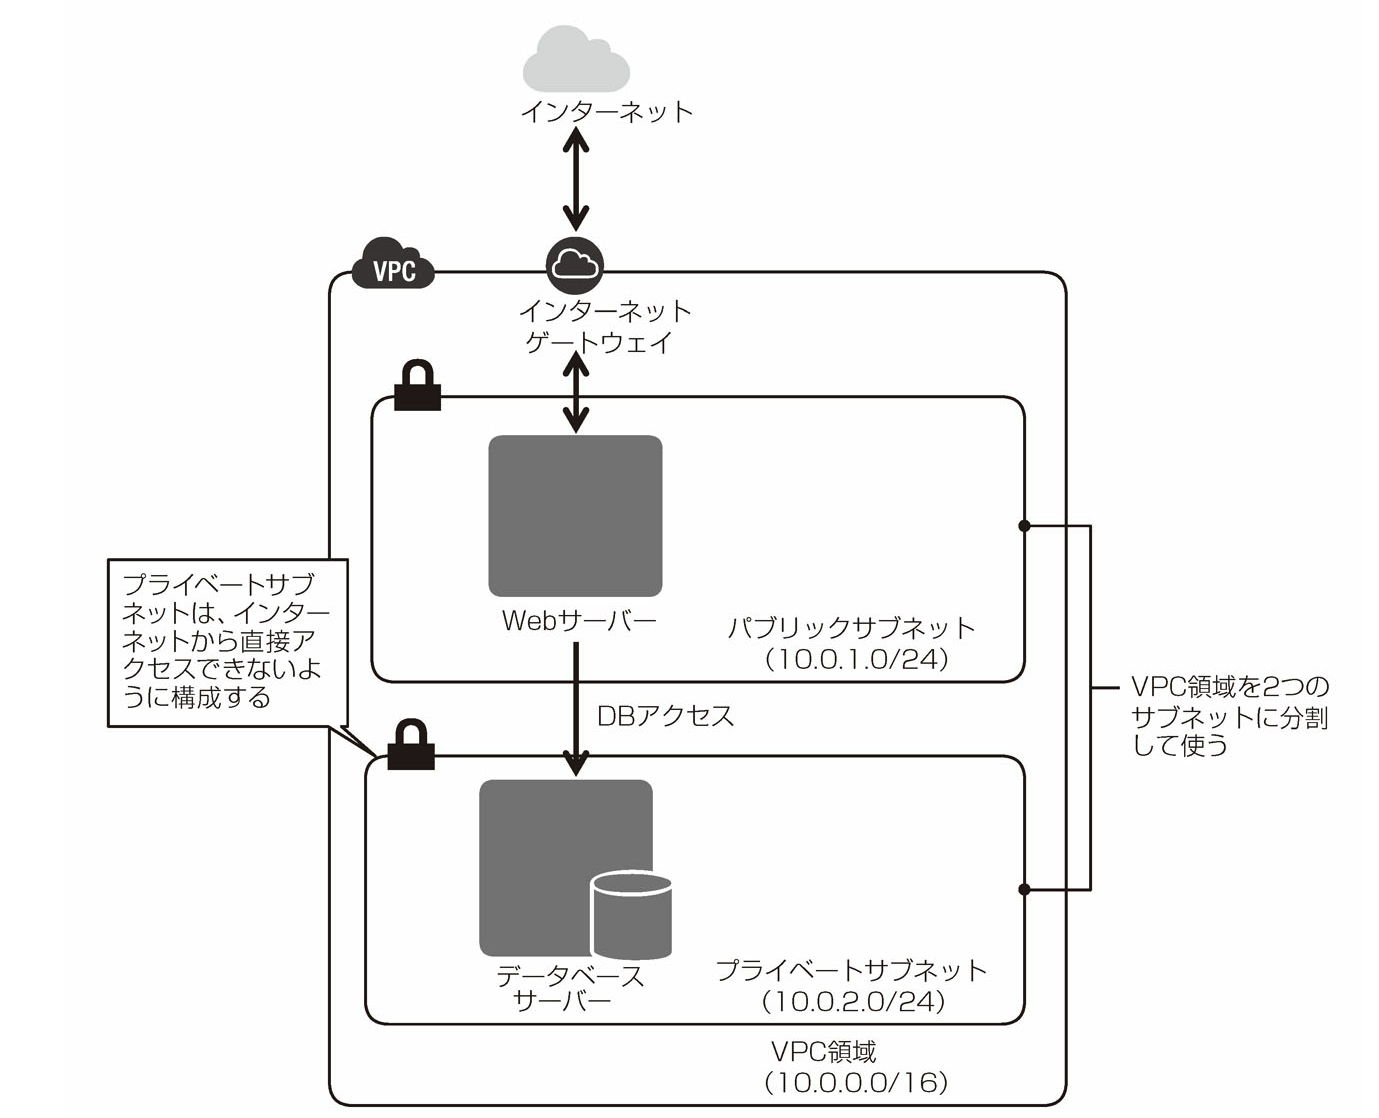 インターネット
VPC
インターネット
ゲートウェイ
Webサーバー
パブリックサブネット
（10.0.1.0/24）
プライベートサブ
ネットは、インター
ネットから直接ア
クセスできないよ
うに構成する
DBアクセス
VPC領域を2つの
サブネットに分割
して使う
データベース
サーバー
プライベートサブネット
（10.0.2.0/24）
VPC領域
（10.0.0.0/16）